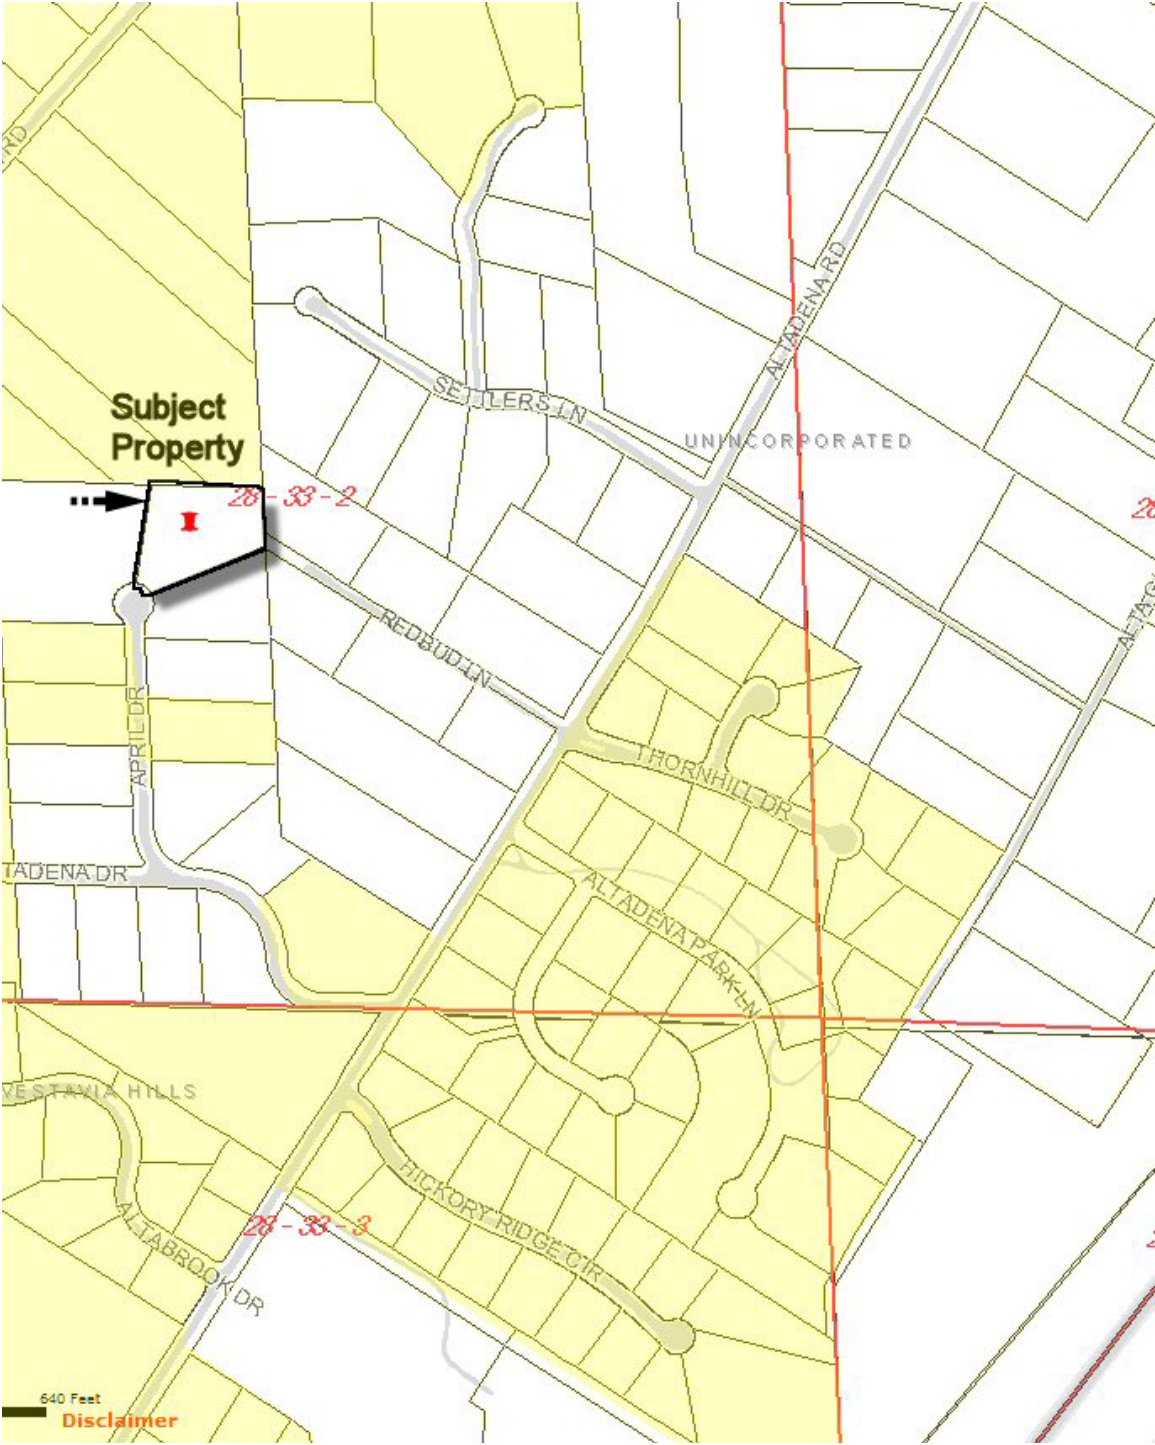 RD
ALTADENA RD
SETTLERS LN
Subject
Property
UNINCORPORATED
28 - 33 - 2
REDBUD LN
APRIL DR
THORNHILL DR
TADENA DR
ALTADENA PARK LN
VESTAVIA HILLS
HICKORY RIDGE CIR
28 - 33 - 3
ALTABROOK DR
640 Feet
Disclaimer